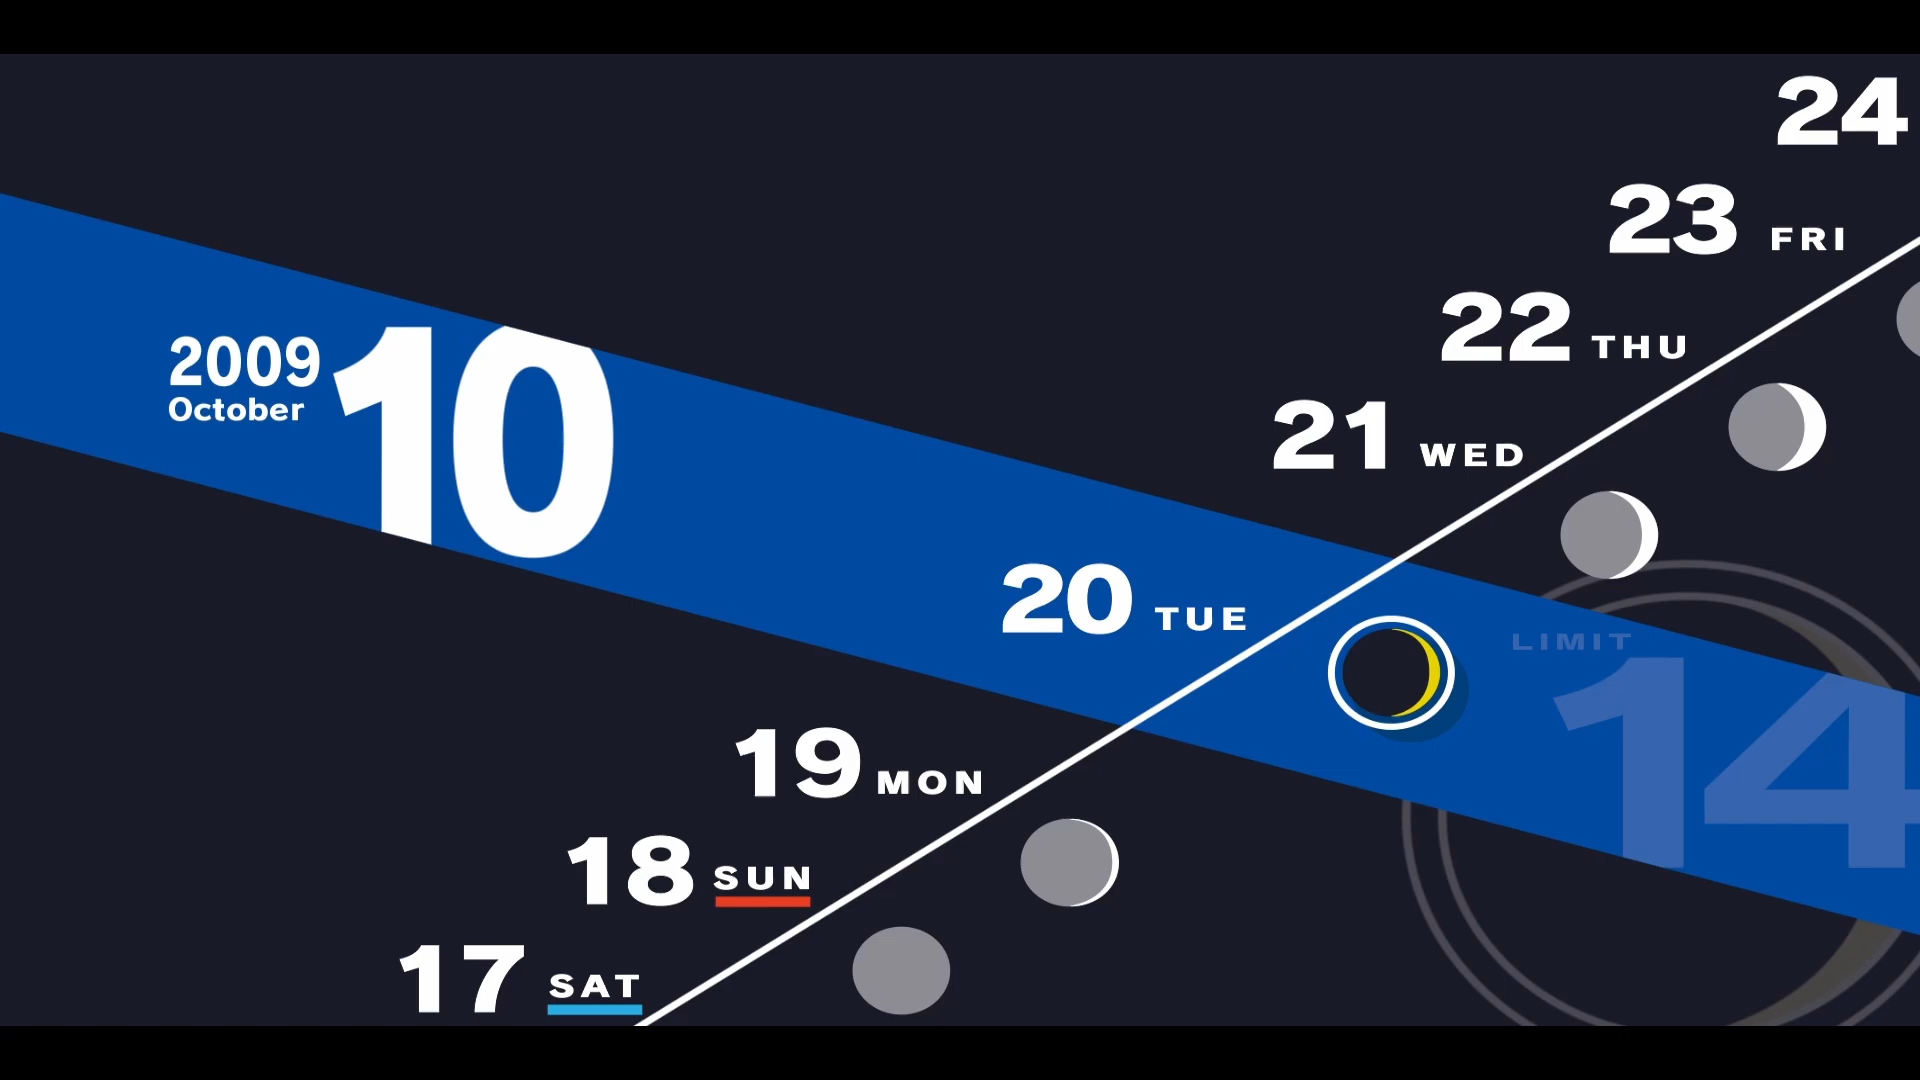 2009
October
10
24
23 FRI
22 THU
21 WED
20 TUE
LIMIT
14
19 MON
18 SUN
17 SAT